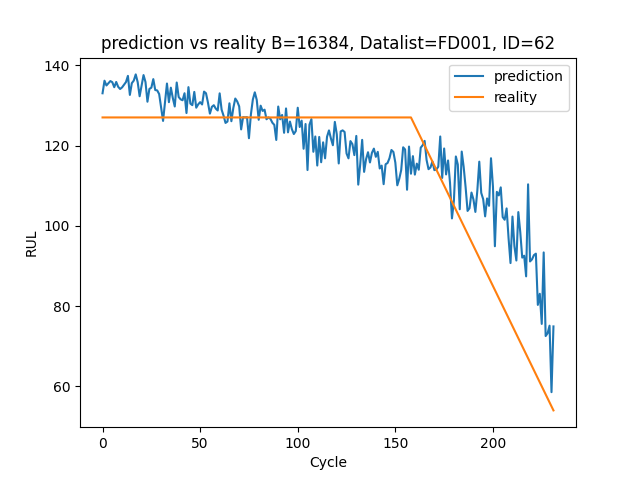 prediction vs reality B=16384, Datalist=FD001, ID=62
prediction
reality
140
120
100
80
60
RUL
0 50 100 150 200
Cycle